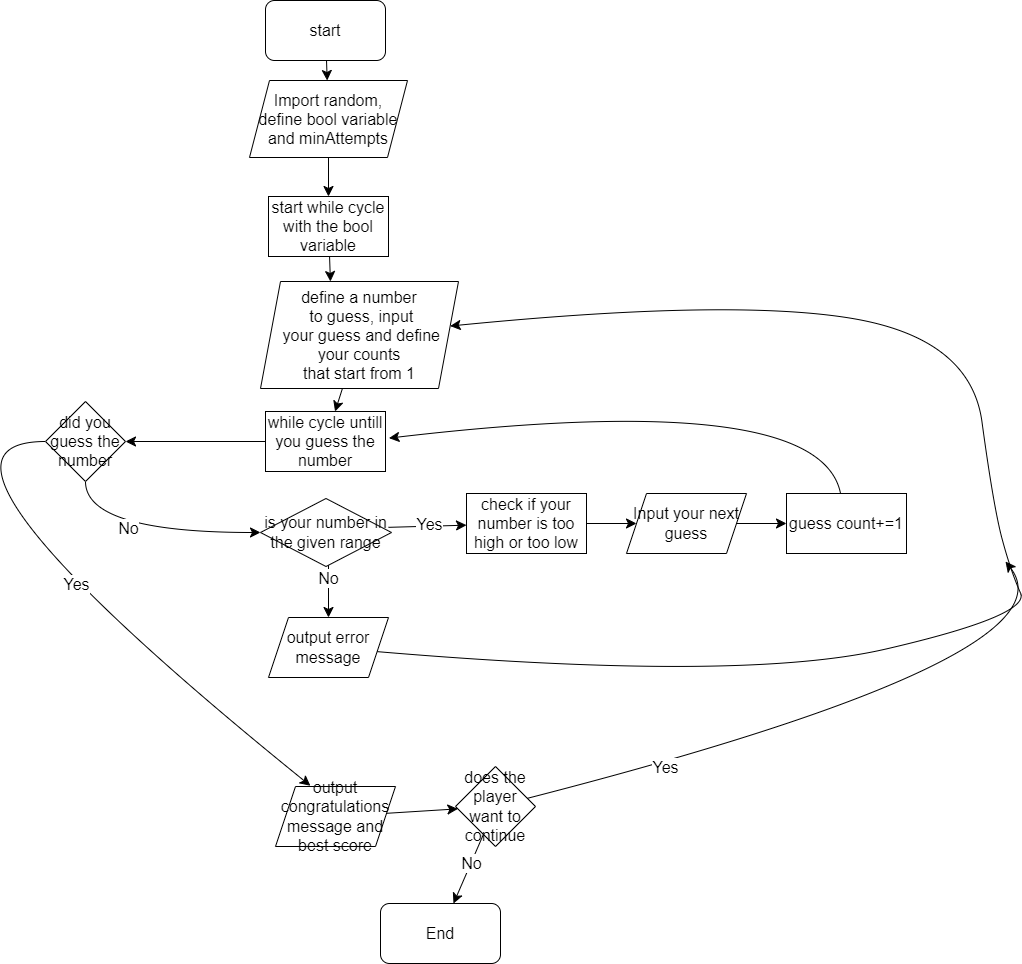 start
Import random,
define bool variable
and minAttempts
start while cycle
with the bool
variable
define a number
to guess, input
your guess and define
your counts
that start from 1
while cycle untill
you guess the
number
did you
guess the
number
No
Yes
is your number in
the given range
Yes
No
check if your
number is too
high or too low
Input your next
guess
guess count+=1
output error
message
output
congratulations
message and
best score
does the
player
want to
continue
Yes
No
End